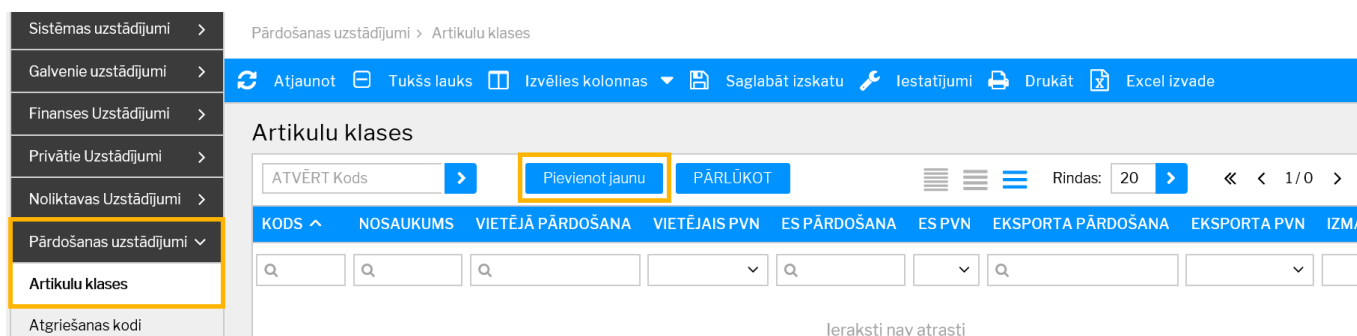 Sistēmas uzstādījumi
Galvenie uzstādījumi
Finanses Uzstādījumi
Privātie Uzstādījumi
Noliktavas Uzstādījumi
Pārdošanas uzstādījumi
Artikulu klases
Atgriešanas kodi
Pārdošanas uzstādījumi > Artikulu klases
Atjaunot Tukšs lauks Izvēlies kolonnas Saglabāt izskatu Iestatījumi Drukāt Excel izvade
Artikulu klases
ATVĒRT Kods Pievienot jaunu PĀRLŪKOT Rindas: 20 1/0
KODS NOSAUKUMS VIETĒJĀ PĀRDOŠANA VIETĒJAIS PVN ES PĀRDOŠANA ES PVN EKSPORTA PĀRDOŠANA EKSPORTA PVN IZMA
Ieraksti nav atrasti